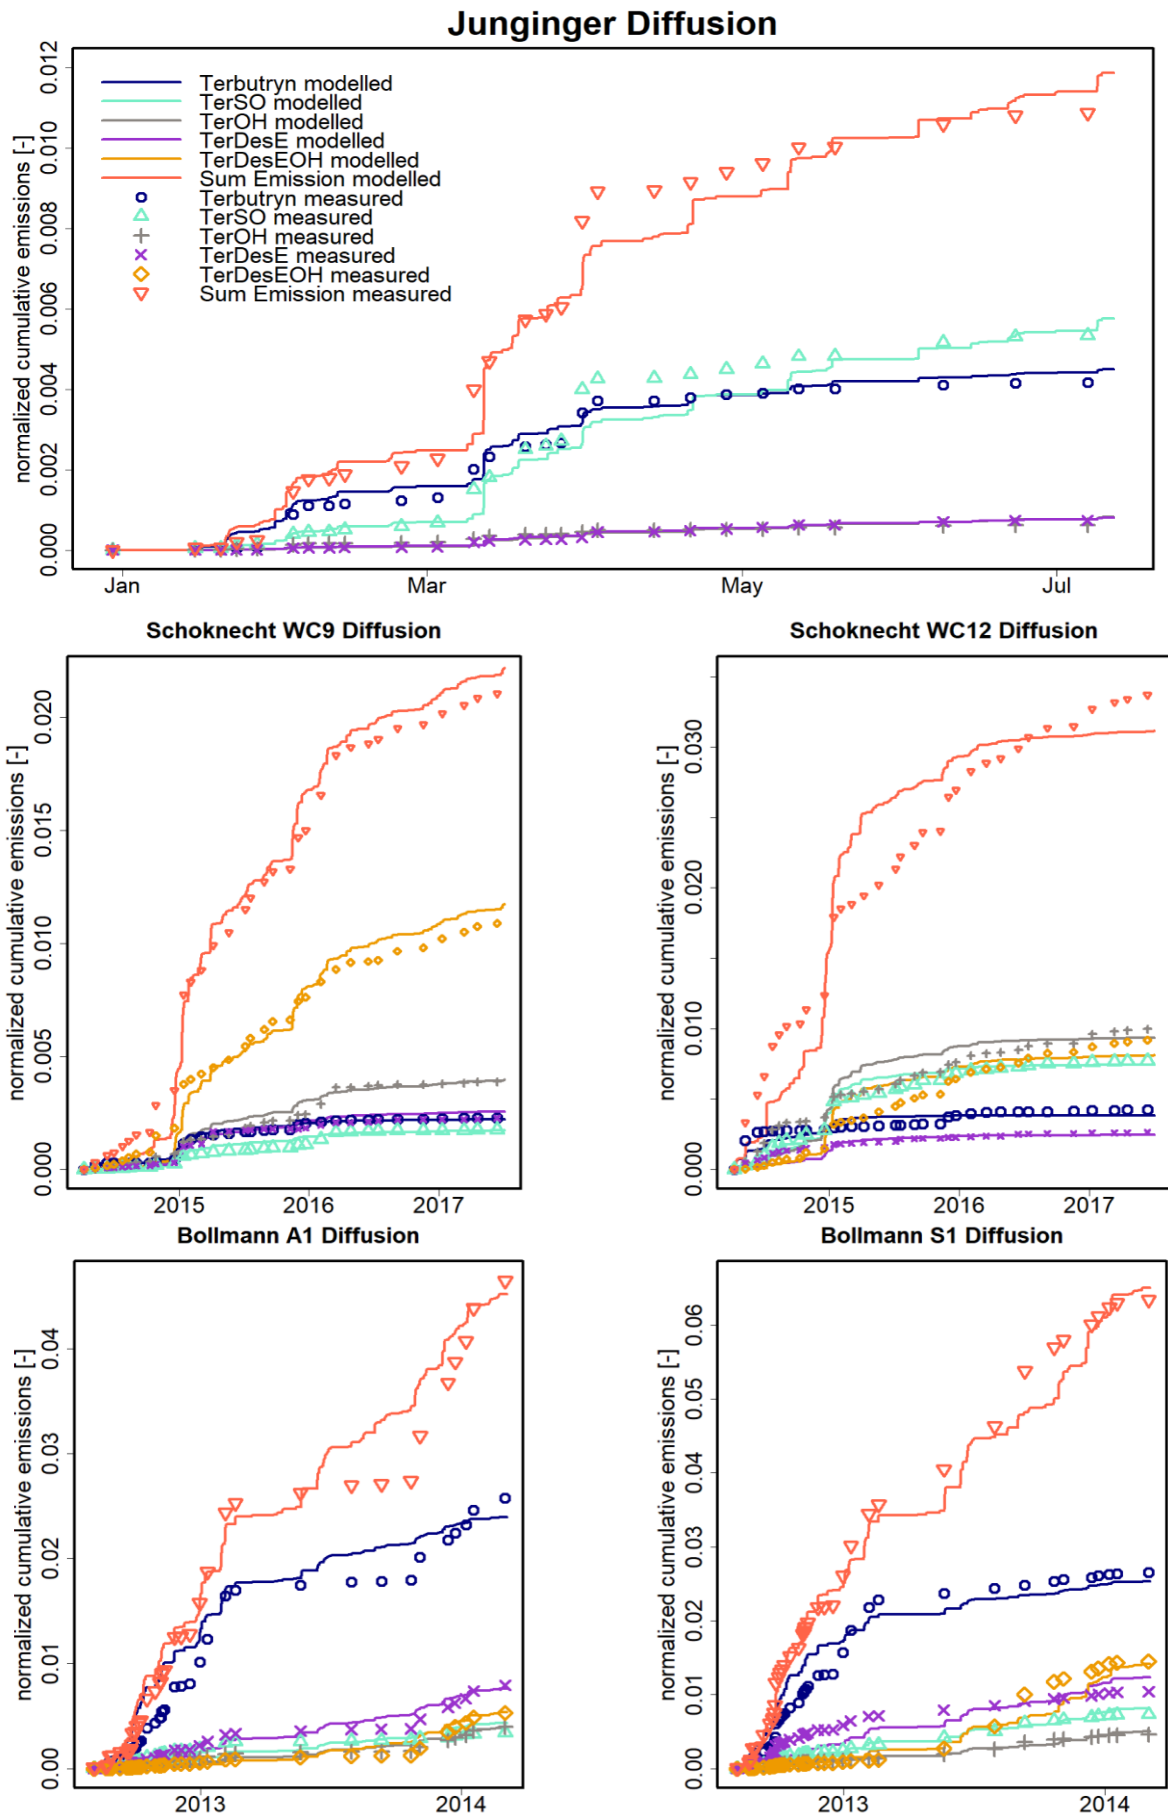 Junginger Diffusion
normalized cumulative emissions [-]
0.012
0.010
0.008
0.006
0.004
0.002
0.000
Terbutryn modelled
TerSO modelled
TerOH modelled
TerDesE modelled
TerDesEOH modelled
Sum Emission modelled
Terbutryn measured
TerSO measured
TerOH measured
TerDesE measured
TerDesEOH measured
Sum Emission measured
Jan Mar May Jul
Schoknecht WC9 Diffusion
normalized cumulative emissions [-]
0.020
0.015
0.010
0.005
0.000
2015 2016 2017
Schoknecht WC12 Diffusion
normalized cumulative emissions [-]
0.030
0.020
0.010
0.000
2015 2016 2017
Bollmann A1 Diffusion
normalized cumulative emissions [-]
0.04
0.03
0.02
0.01
0.00
2013 2014
Bollmann S1 Diffusion
normalized cumulative emissions [-]
0.06
0.05
0.04
0.03
0.02
0.01
0.00
2013 2014